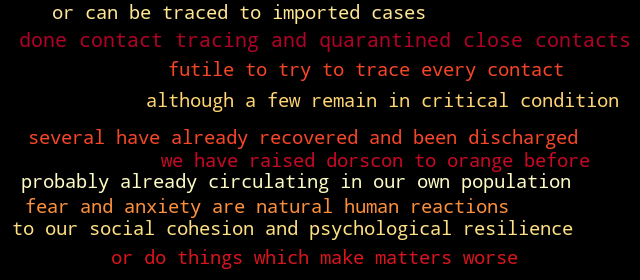 or can be traced to imported cases
done contact tracing and quarantined close contacts
futile to try to trace every contact
although a few remain in critical condition
several have already recovered and been discharged
we have raised dorscon to orange before
probably already circulating in our own population
fear and anxiety are natural human reactions
to our social cohesion and psychological resilience
or do things which make matters worse